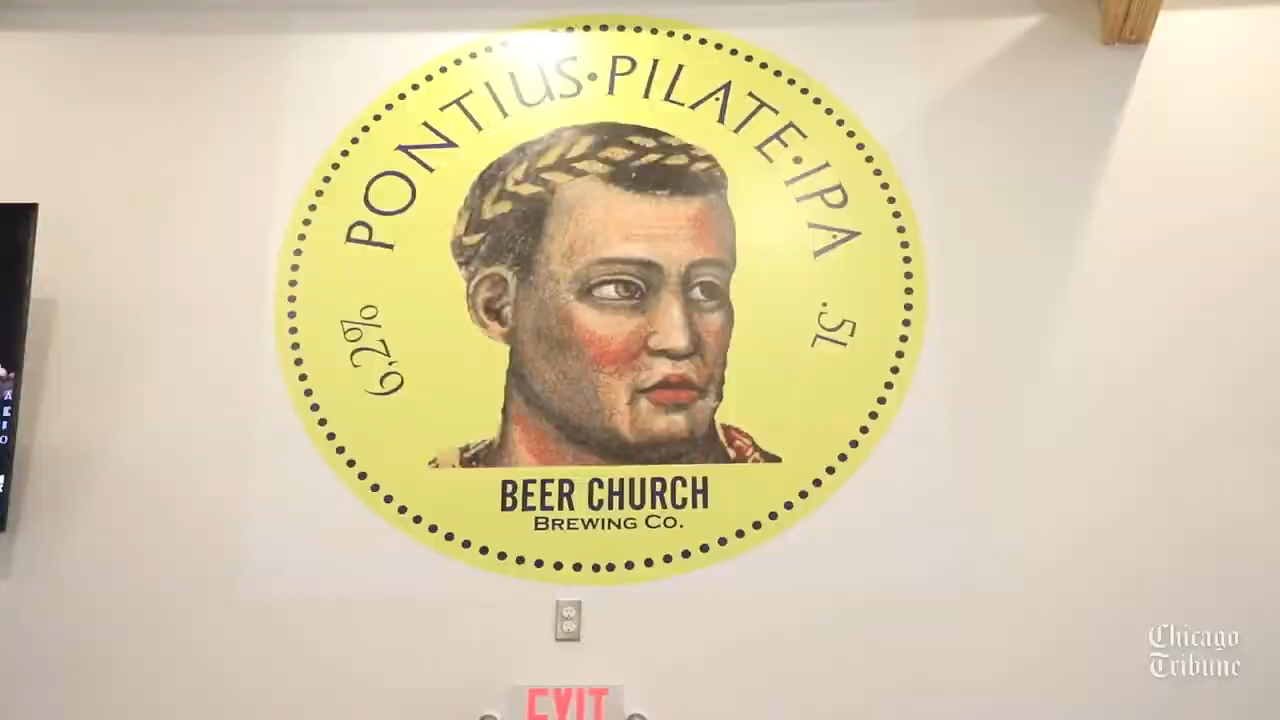 PONTIUS·PILATE·IPA
6.2%
.5L
BEER CHURCH
BREWING CO.
EXIT
Chicago
Tribune